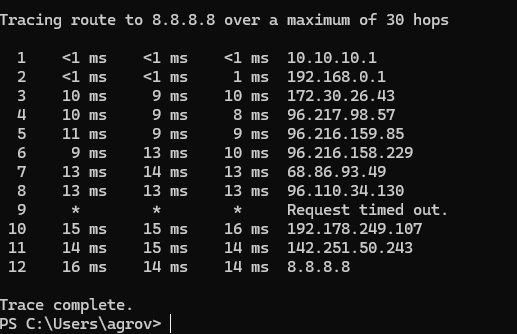 Tracing route to 8.8.8.8 over a maximum of 30 hops
1 <1 ms <1 ms <1 ms 10.10.10.1
2 <1 ms <1 ms 1 ms 192.168.0.1
3 10 ms 9 ms 10 ms 172.30.26.43
4 10 ms 9 ms 8 ms 96.217.98.57
5 11 ms 9 ms 9 ms 96.216.159.85
6 9 ms 13 ms 10 ms 96.216.158.229
7 13 ms 14 ms 13 ms 68.86.93.49
8 13 ms 13 ms 13 ms 96.110.34.130
9 * * * Request timed out.
10 15 ms 15 ms 16 ms 192.178.249.107
11 14 ms 15 ms 14 ms 142.251.50.243
12 16 ms 14 ms 14 ms 8.8.8.8
Trace complete.
PS C:\Users\agrov>